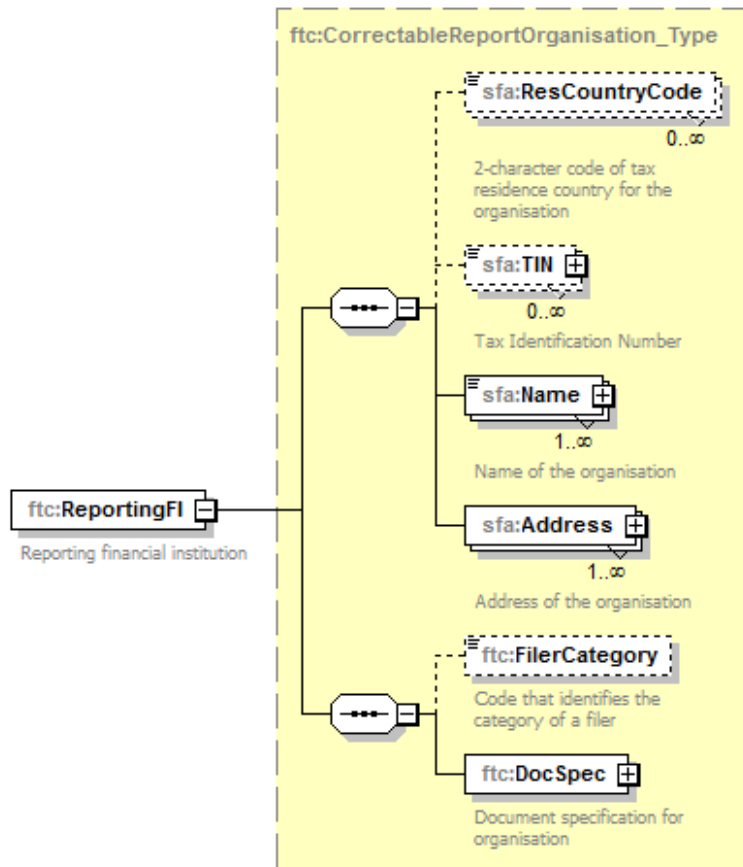 ftc:CorrectableReportOrganisation_Type
sfa:ResCountryCode
0..∞
2-character code of tax
residence country for the
organisation
sfa:TIN
0..∞
Tax Identification Number
sfa:Name
1..∞
Name of the organisation
ftc:ReportingFI
Reporting financial institution
sfa:Address
1..∞
Address of the organisation
ftc:FilerCategory
Code that identifies the
category of a filer
ftc:DocSpec
Document specification for
organisation